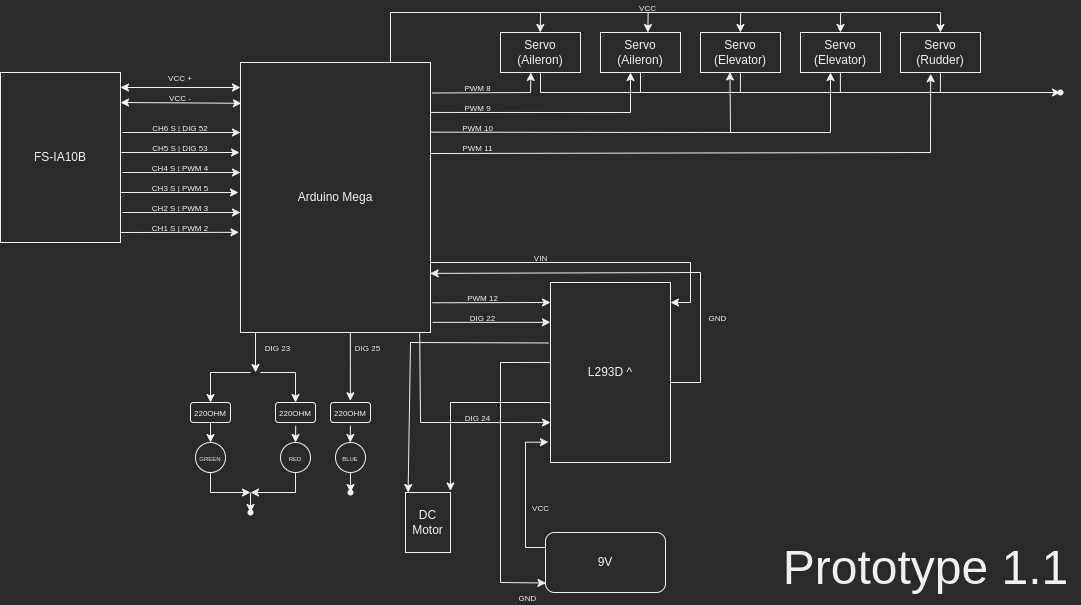 VCC
Servo
(Aileron)
Servo
(Aileron)
Servo
(Elevator)
Servo
(Elevator)
Servo
(Rudder)
VCC +
VCC -
CH6 S | DIG 52
CH5 S | DIG 53
CH4 S | PWM 4
CH3 S | PWM 5
CH2 S | PWM 3
CH1 S | PWM 2
FS-IA10B
Arduino Mega
PWM 8
PWM 9
PWM 10
PWM 11
VIN
PWM 12
DIG 22
GND
L293D ^
DIG 23
DIG 25
220OHM
220OHM
220OHM
GREEN
RED
BLUE
DIG 24
DC
Motor
VCC
9V
GND
Prototype 1.1